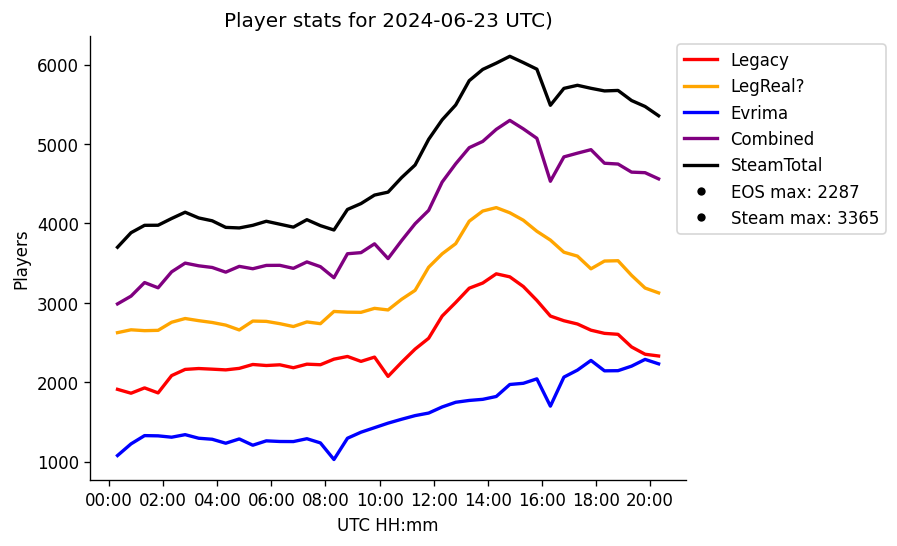 Player stats for 2024-06-23 UTC)
6000
5000
4000
3000
2000
1000
Players
00:00 02:00 04:00 06:00 08:00 10:00 12:00 14:00 16:00 18:00 20:00
UTC HH:mm
Legacy
LegReal?
Evrima
Combined
SteamTotal
EOS max: 2287
Steam max: 3365